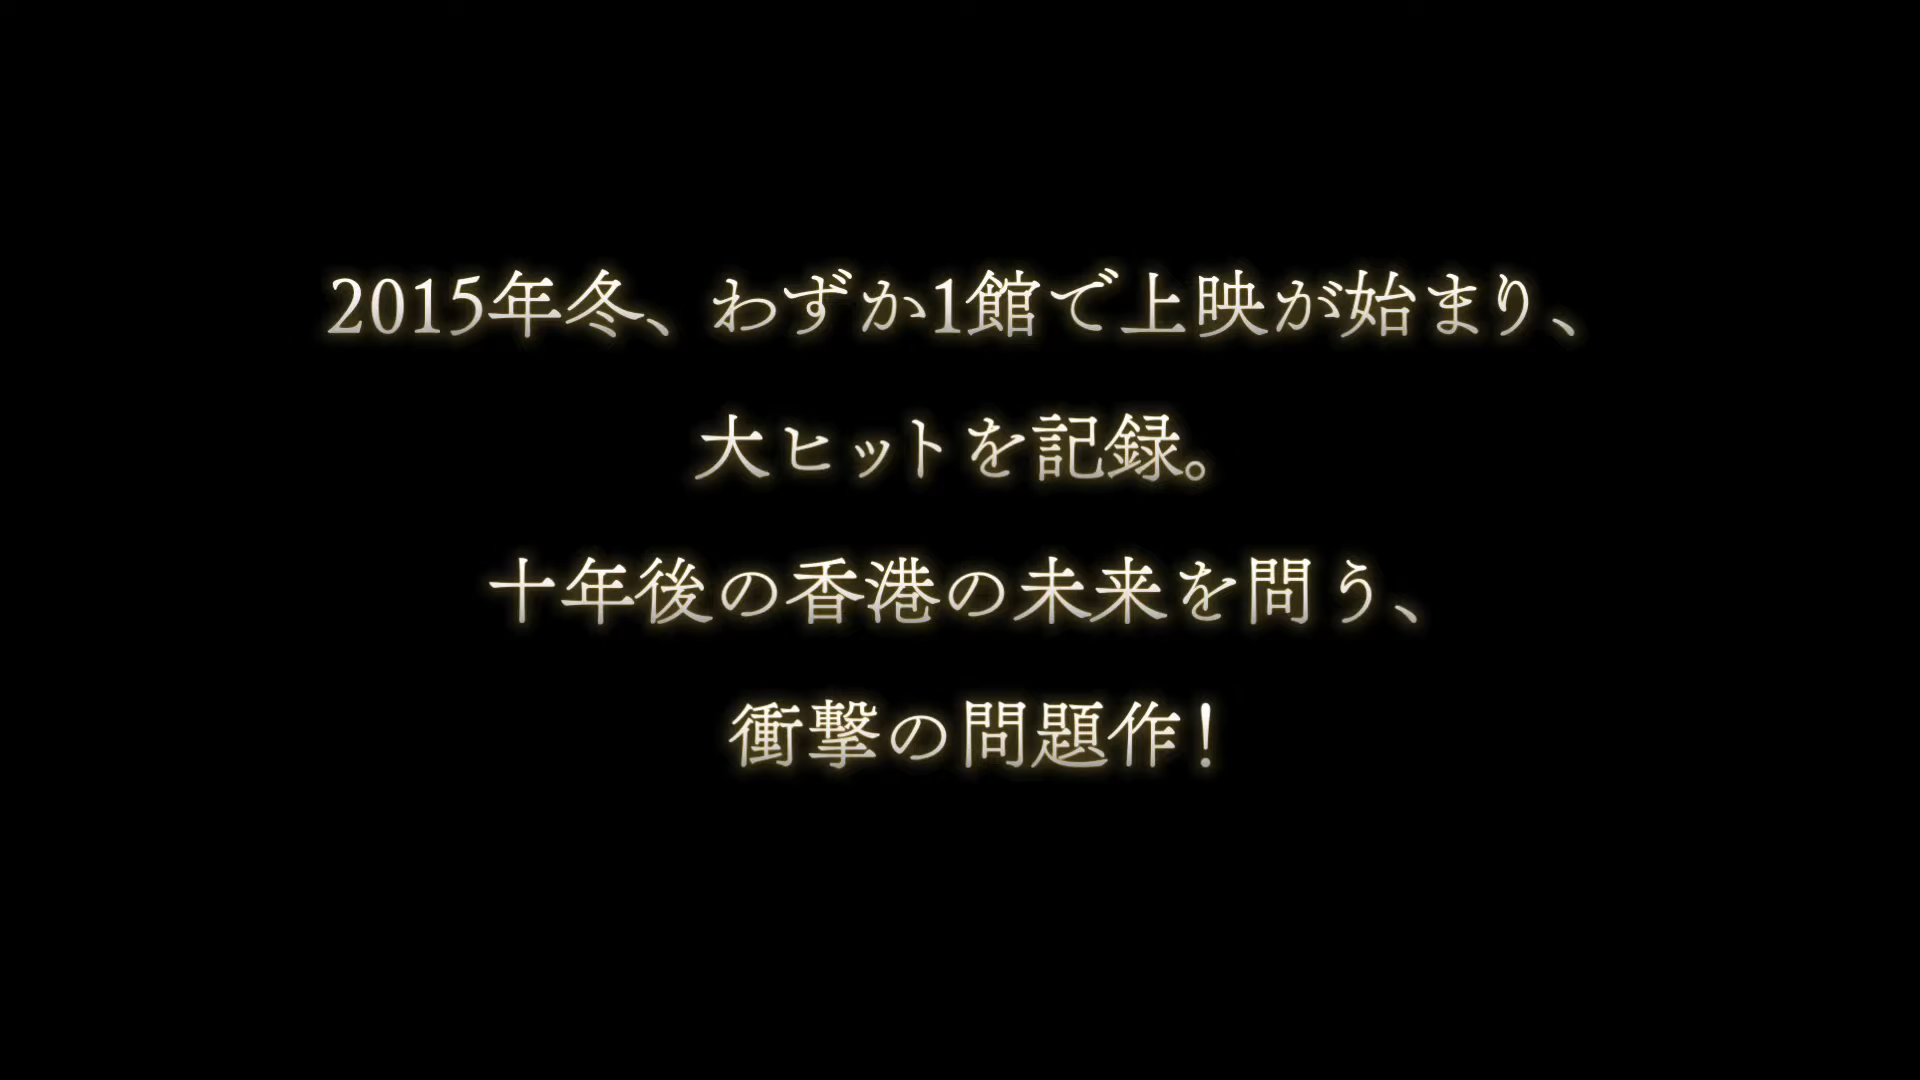 2015年冬、わずか1館で上映が始まり、
大ヒットを記録。
十年後の香港の未来を問う、
衝撃の問題作！